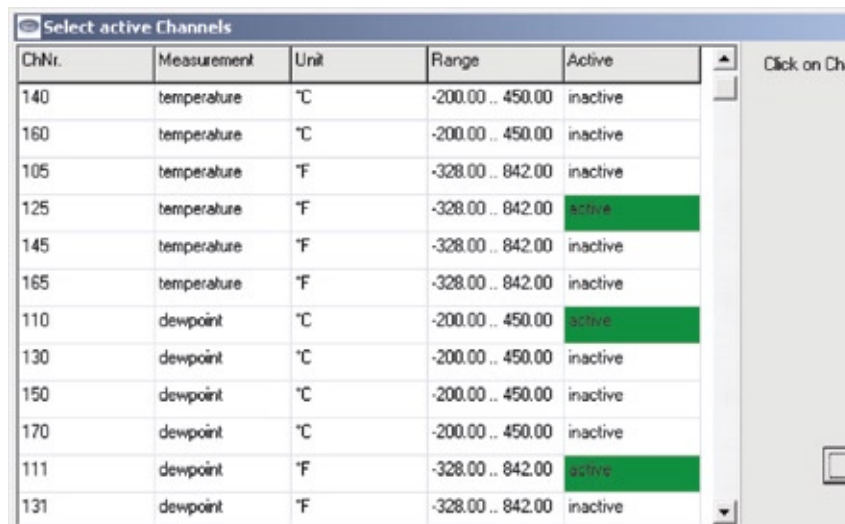 Select active Channels
ChNr. Measurement Unit Range Active
Click on Ch
140 temperature °C -200.00 .. 450.00 inactive
160 temperature °C -200.00 .. 450.00 inactive
105 temperature °F -328.00 .. 842.00 inactive
125 temperature °F -328.00 .. 842.00 active
145 temperature °F -328.00 .. 842.00 inactive
165 temperature °F -328.00 .. 842.00 inactive
110 dewpoint °C -200.00 .. 450.00 active
130 dewpoint °C -200.00 .. 450.00 inactive
150 dewpoint °C -200.00 .. 450.00 inactive
170 dewpoint °C -200.00 .. 450.00 inactive
111 dewpoint °F -328.00 .. 842.00 active
131 dewpoint °F -328.00 .. 842.00 inactive